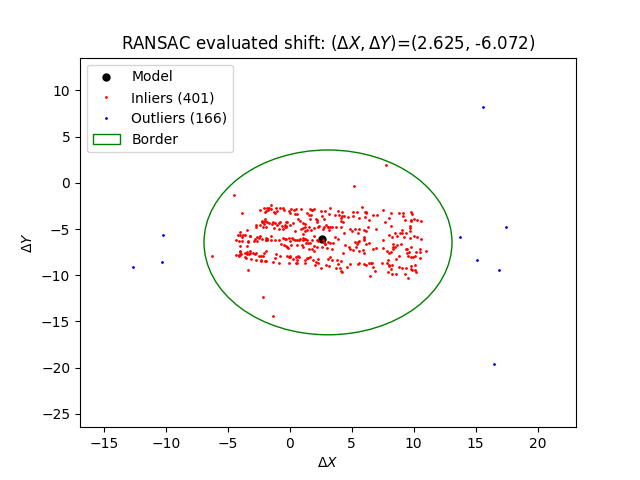 RANSAC evaluated shift: (ΔX, ΔY)=(2.625, -6.072)
Model
Inliers (401)
Outliers (166)
Border
10
5
0
−5
−10
−15
−20
−25
ΔY
−15 −10 −5 0 5 10 15 20
ΔX